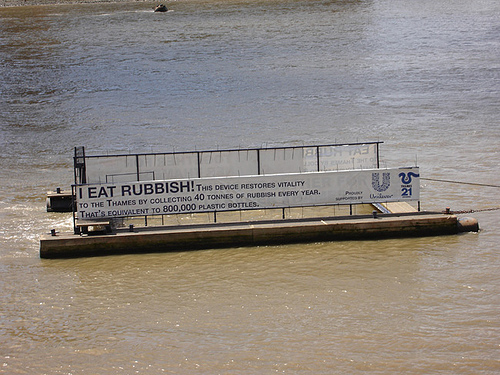 I EAT RUBBISH! THIS DEVICE RESTORES VITALITY
TO THE THAMES BY COLLECTING 40 TONNES OF RUBBISH EVERY YEAR.
THAT'S EQUIVALENT TO 800,000 PLASTIC BOTTLES.
PROUDLY
SUPPORTED BY
Unilever
21